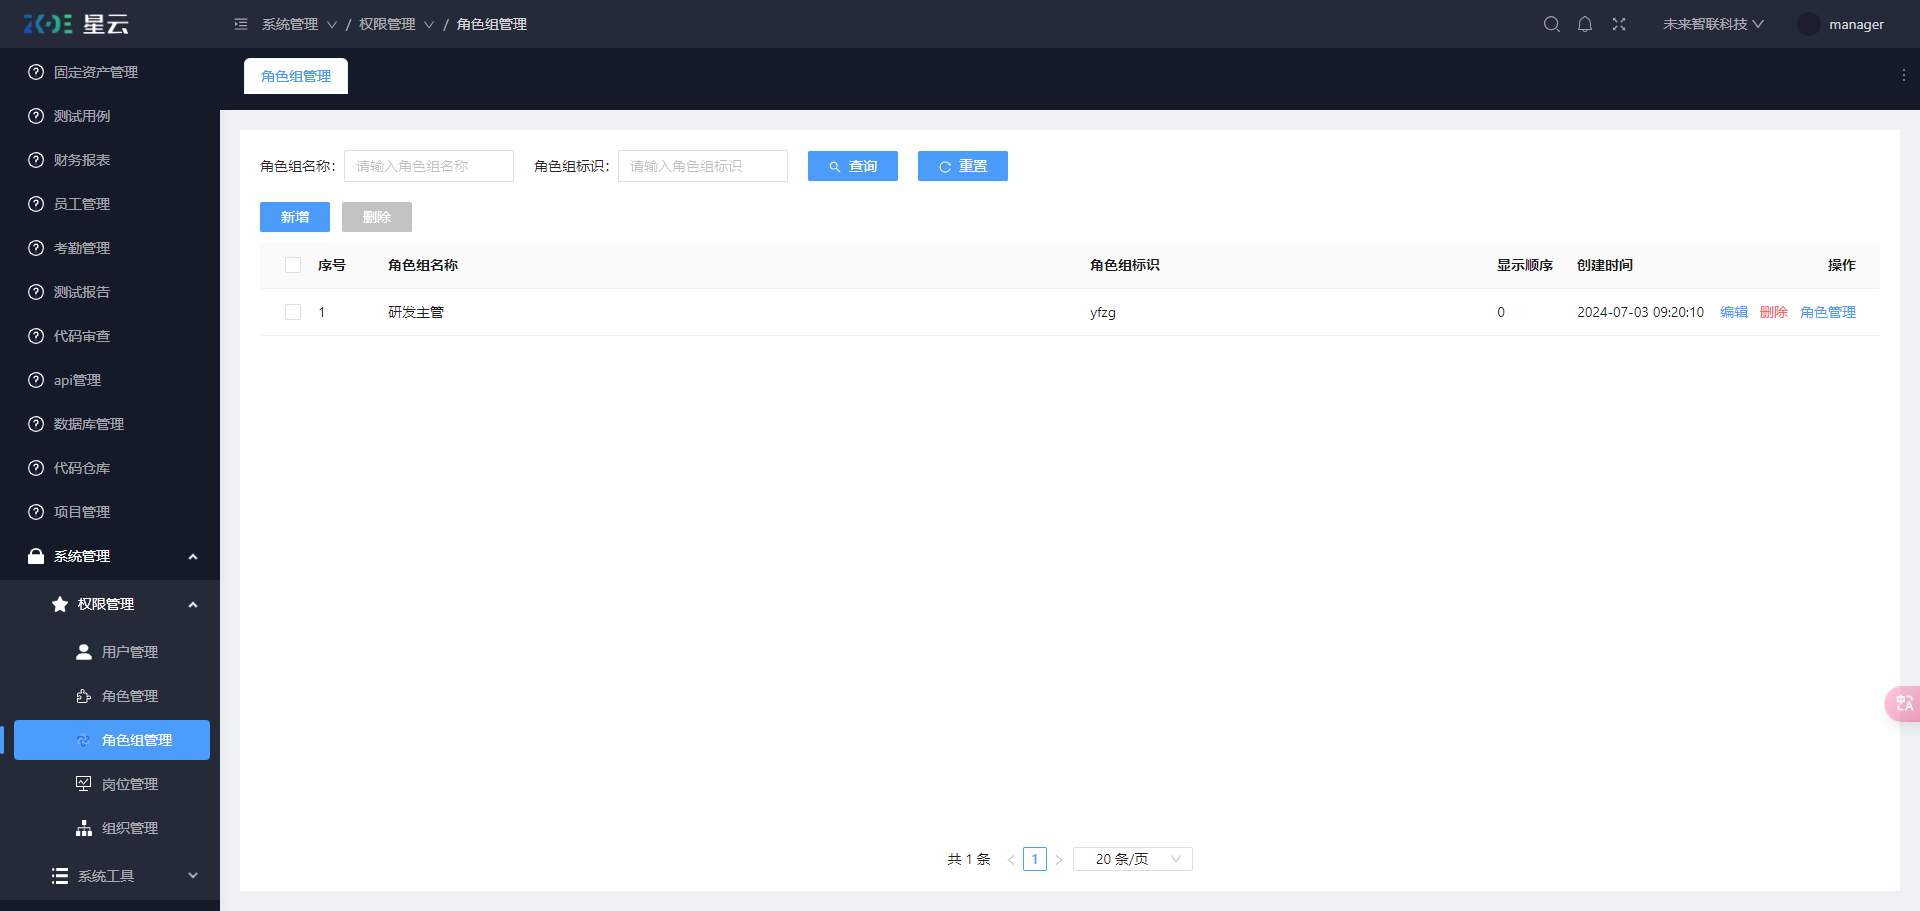 星云
系统管理 / 权限管理 / 角色组管理
未来智联科技
manager
固定资产管理
测试用例
财务报表
员工管理
考勤管理
测试报告
代码审查
api管理
数据库管理
代码仓库
项目管理
系统管理
权限管理
用户管理
角色管理
角色组管理
岗位管理
组织管理
系统工具
角色组管理
角色组名称: 请输入角色组名称 角色组标识: 请输入角色组标识 查询 重置
新增 删除
序号 角色组名称 角色组标识 显示顺序 创建时间 操作
1 研发主管 yfzg 0 2024-07-03 09:20:10 编辑 删除 角色管理
共 1 条 < 1 > 20 条/页